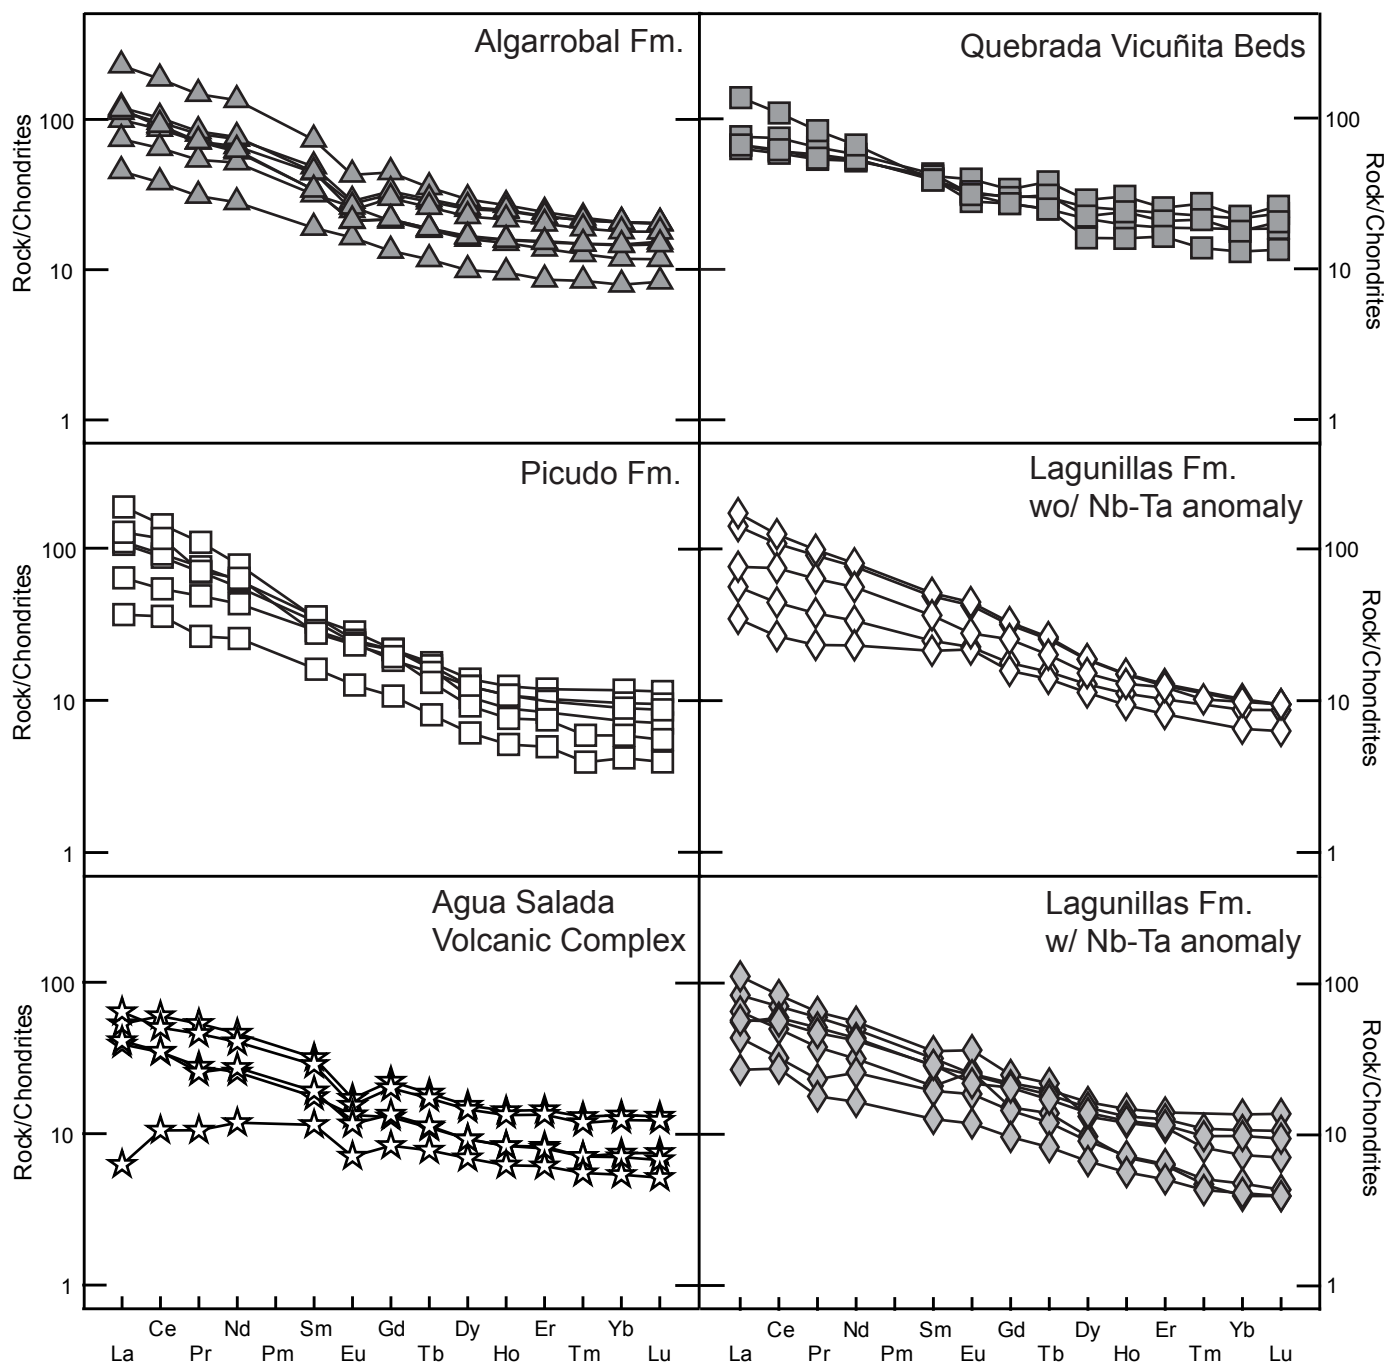 Algarrobal Fm.
Quebrada Vicuñita Beds
Rock/Chondrites
100
10
1
100
10
1
Rock/Chondrites
Picudo Fm.
Lagunillas Fm.
wo/ Nb-Ta anomaly
Rock/Chondrites
100
10
1
100
10
1
Rock/Chondrites
Agua Salada
Volcanic Complex
Lagunillas Fm.
w/ Nb-Ta anomaly
Rock/Chondrites
100
10
1
100
10
1
Rock/Chondrites
Ce Nd Sm Gd Dy Er Yb
La Pr Pm Eu Tb Ho Tm Lu
Ce Nd Sm Gd Dy Er Yb
La Pr Pm Eu Tb Ho Tm Lu